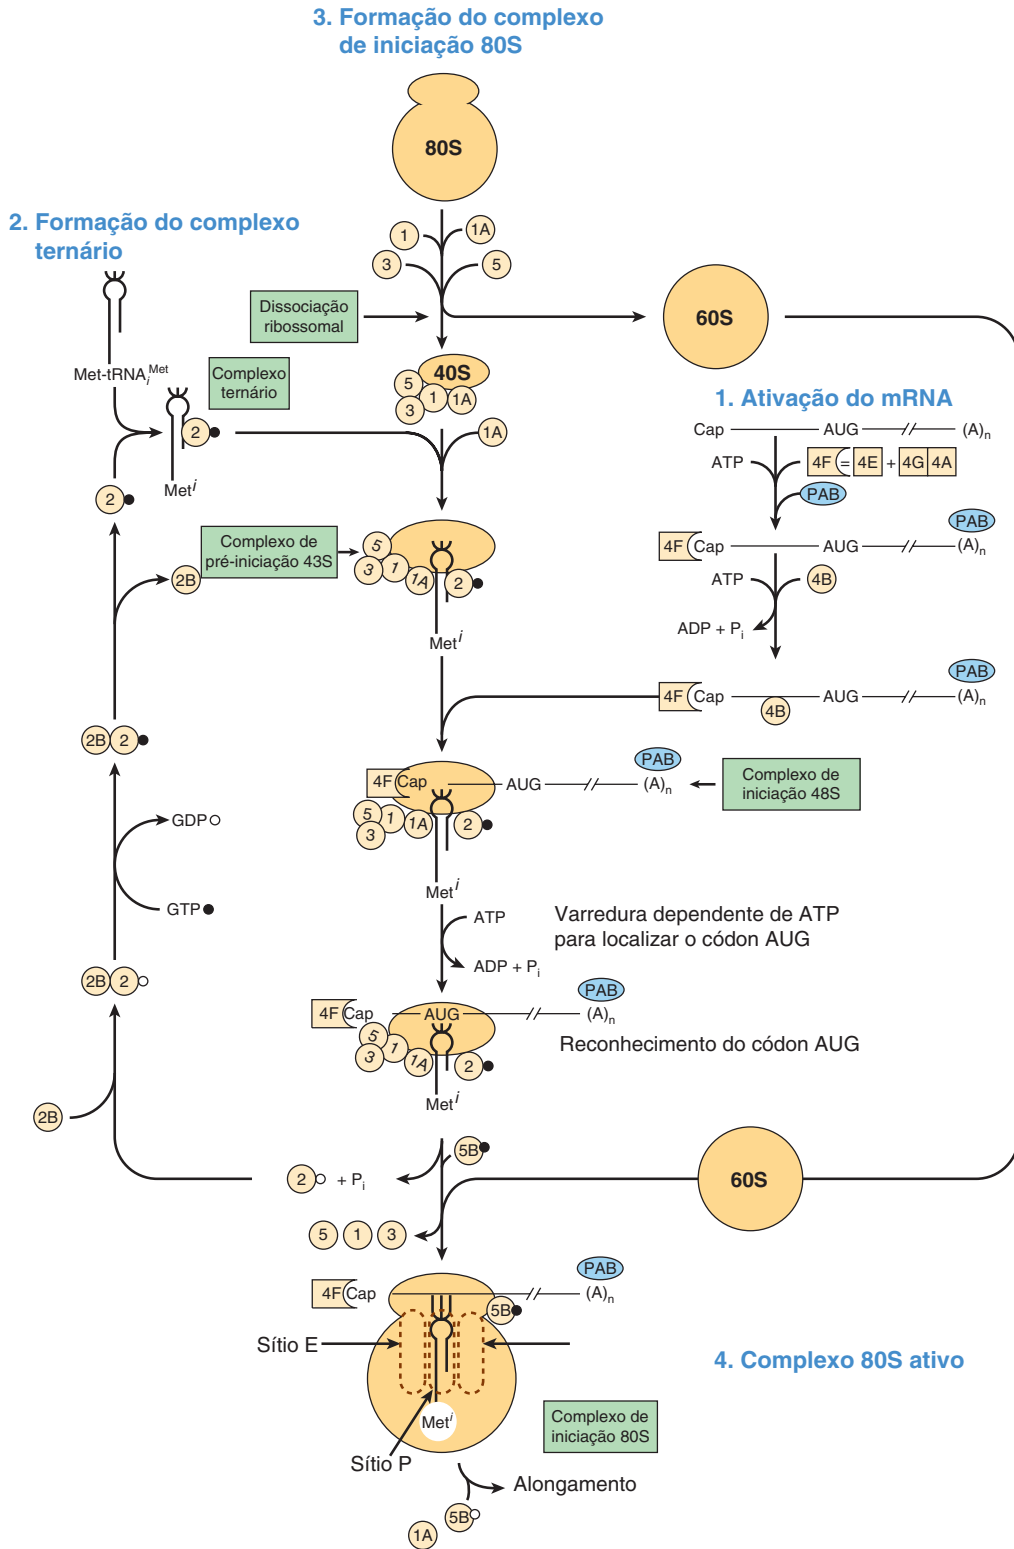 3. Formação do complexo
de iniciação 80S
80S
2. Formação do complexo
ternário
1
1A
3
5
Dissociação
ribossomal
60S
Met-tRNAiMet
Complexo
ternário
40S
5
1
1A
3
2
Meti
1A
1. Ativação do mRNA
Cap AUG (A)n
ATP
4F = 4E + 4G 4A
PAB
2
2B
Complexo de
pré-iniciação 43S
5
3
1
1A
2
Meti
PAB
4F Cap AUG (A)n
ATP
4B
ADP + Pi
PAB
4F Cap AUG (A)n
4B
2B 2
PAB
4F Cap AUG (A)n
Complexo de
iniciação 48S
5
1
1A
2
3
Meti
GDP
GTP
ATP
ADP + Pi
Varredura dependente de ATP
para localizar o códon AUG
2B 2
PAB
4F Cap AUG (A)n
5
3
1
1A
2
Meti
Reconhecimento do códon AUG
2B
5B
2 + Pi
60S
5 1 3
PAB
4F Cap (A)n
5B
Sítio E
4. Complexo 80S ativo
Meti
Complexo de
iniciação 80S
Sítio P
Alongamento
5B
1A